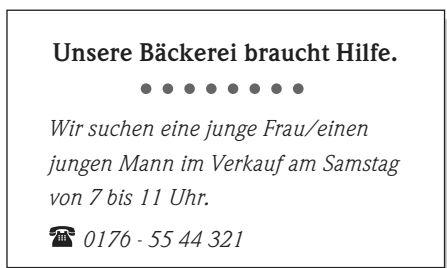 Unsere Bäckerei braucht Hilfe.
Wir suchen eine junge Frau/einen
jungen Mann im Verkauf am Samstag
von 7 bis 11 Uhr.
☎ 0176 - 55 44 321